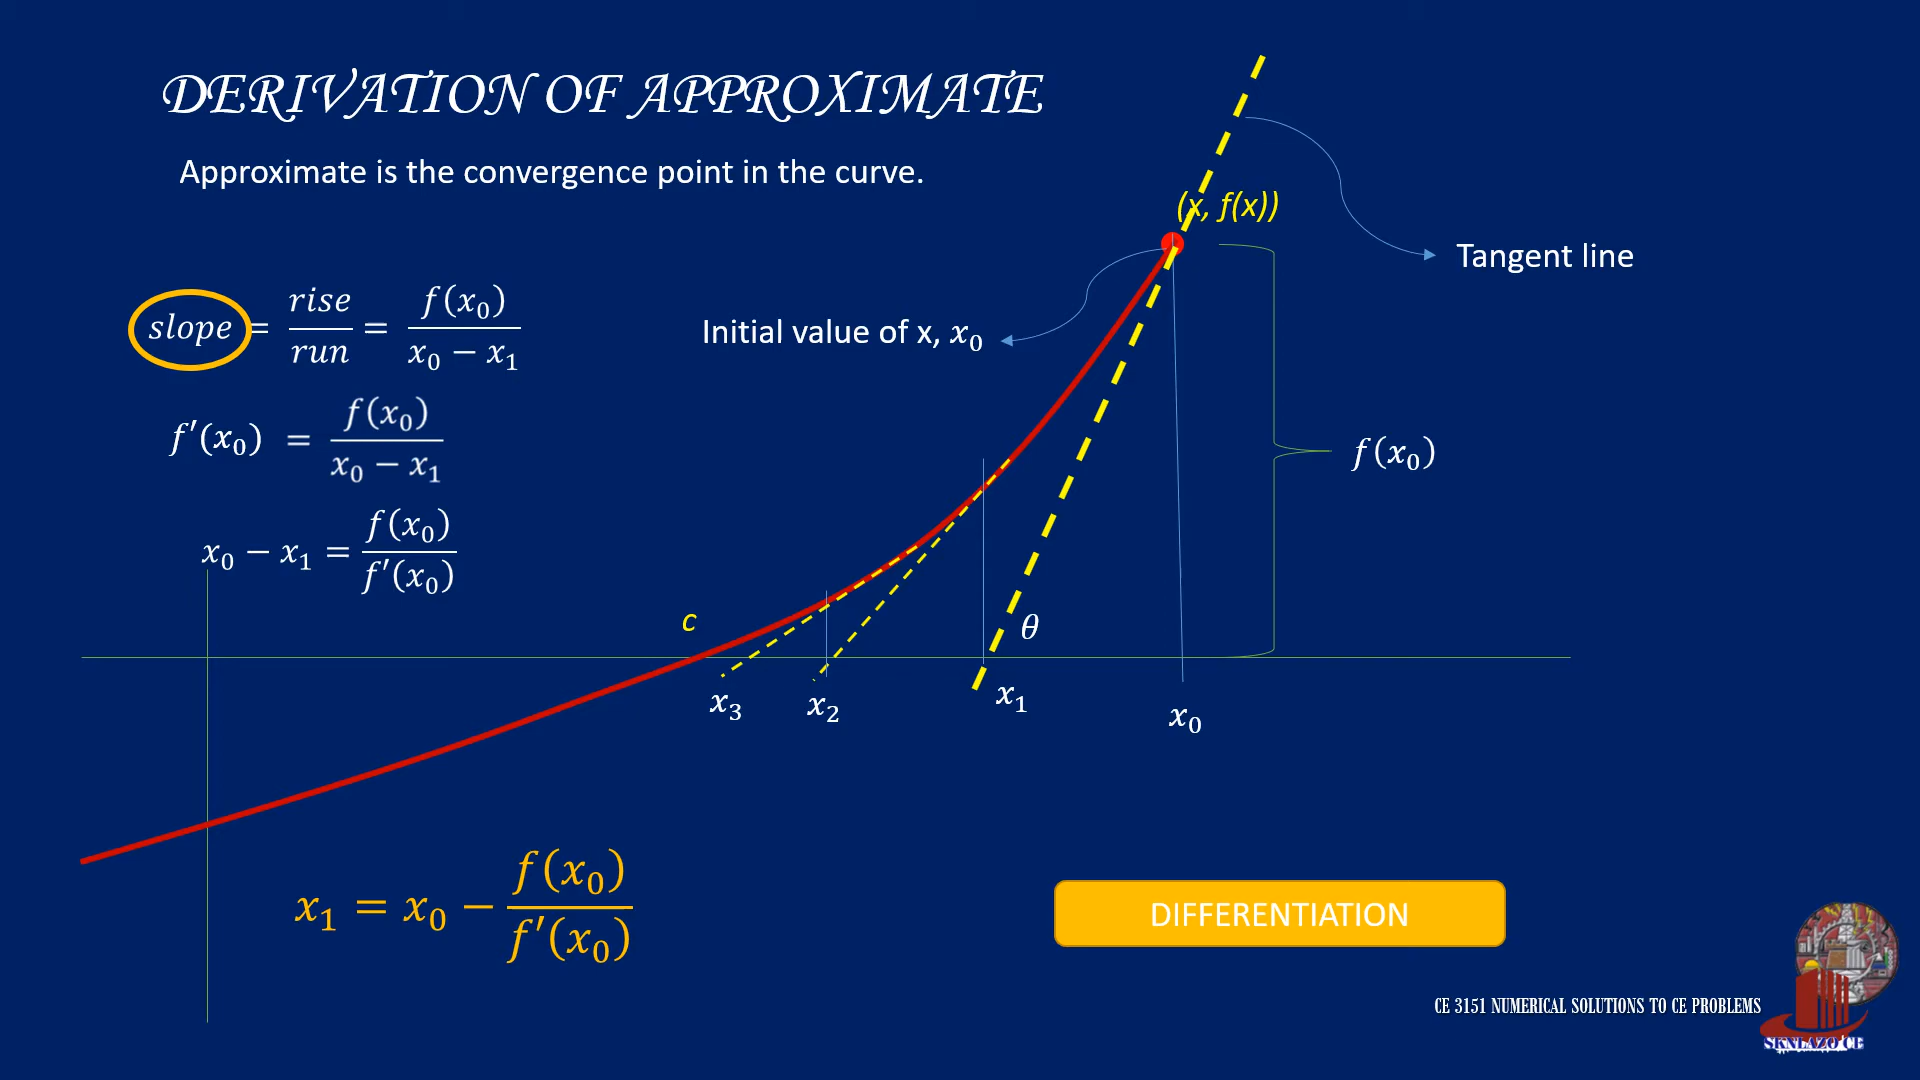 DERIVATION OF APPROXIMATE
Approximate is the convergence point in the curve.
(x, f(x))
Tangent line
slope = rise/run = f(x₀)/(x₀ − x₁)
Initial value of x, x₀
f′(x₀) = f(x₀)/(x₀ − x₁)
f(x₀)
x₀ − x₁ = f(x₀)/f′(x₀)
c
θ
x₃
x₂
x₁
x₀
x₁ = x₀ − f(x₀)/f′(x₀)
DIFFERENTIATION
CE 3151 NUMERICAL SOLUTIONS TO CE PROBLEMS